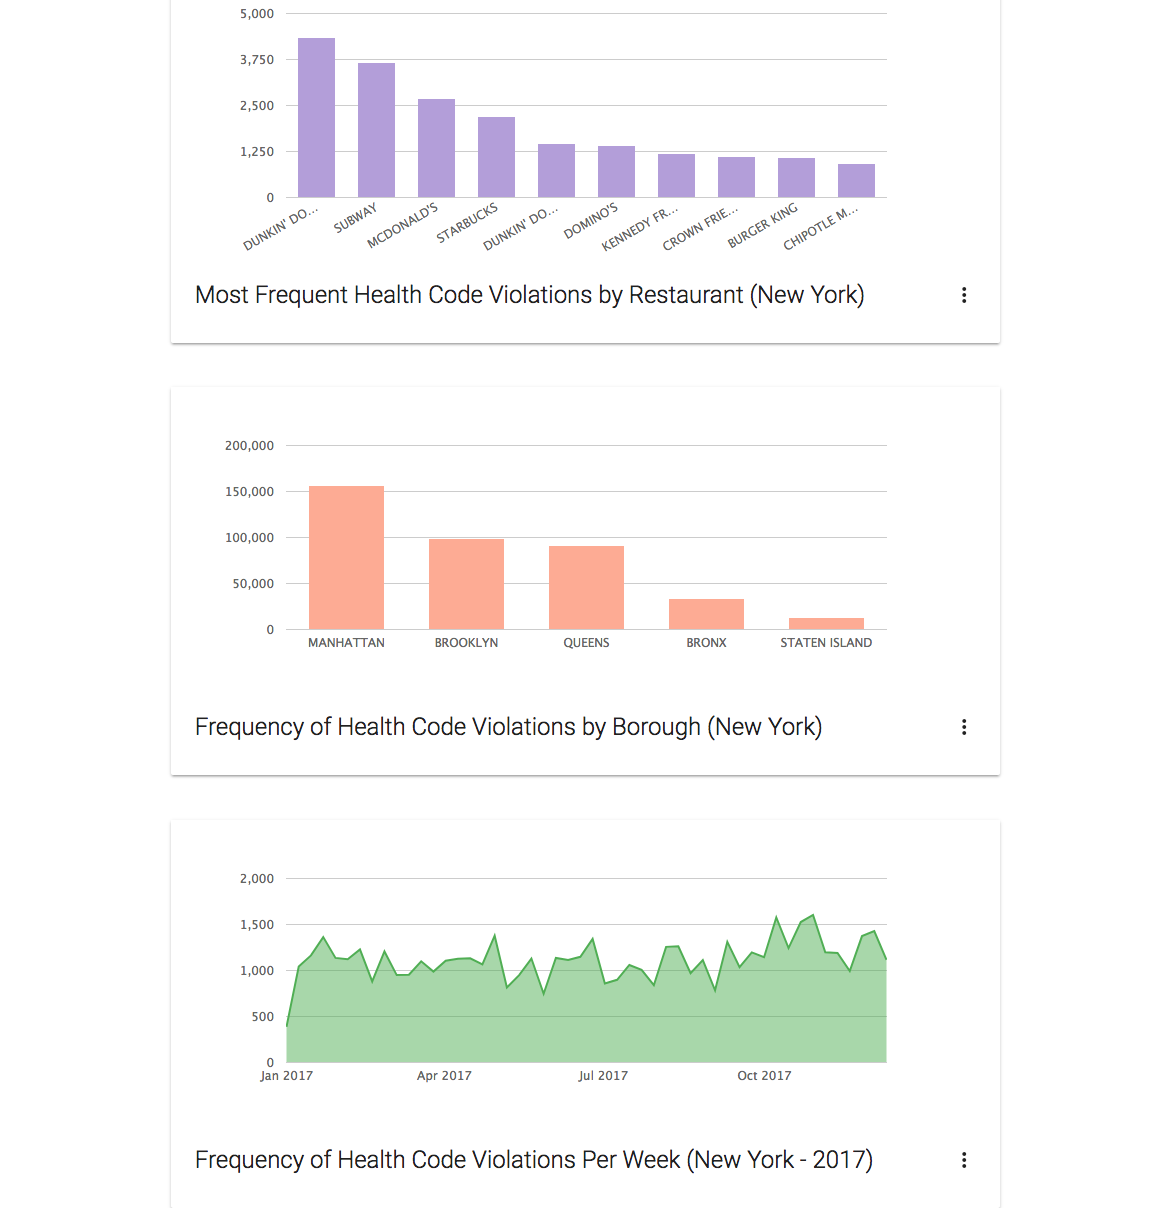 5,000
3,750
2,500
1,250
0
DUNKIN' DO...
SUBWAY
MCDONALD'S
STARBUCKS
DUNKIN' DO...
DOMINO'S
KENNEDY FR...
CROWN FRIE...
BURGER KING
CHIPOTLE M...
Most Frequent Health Code Violations by Restaurant (New York)
200,000
150,000
100,000
50,000
0
MANHATTAN BROOKLYN QUEENS BRONX STATEN ISLAND
Frequency of Health Code Violations by Borough (New York)
2,000
1,500
1,000
500
0
Jan 2017 Apr 2017 Jul 2017 Oct 2017
Frequency of Health Code Violations Per Week (New York - 2017)